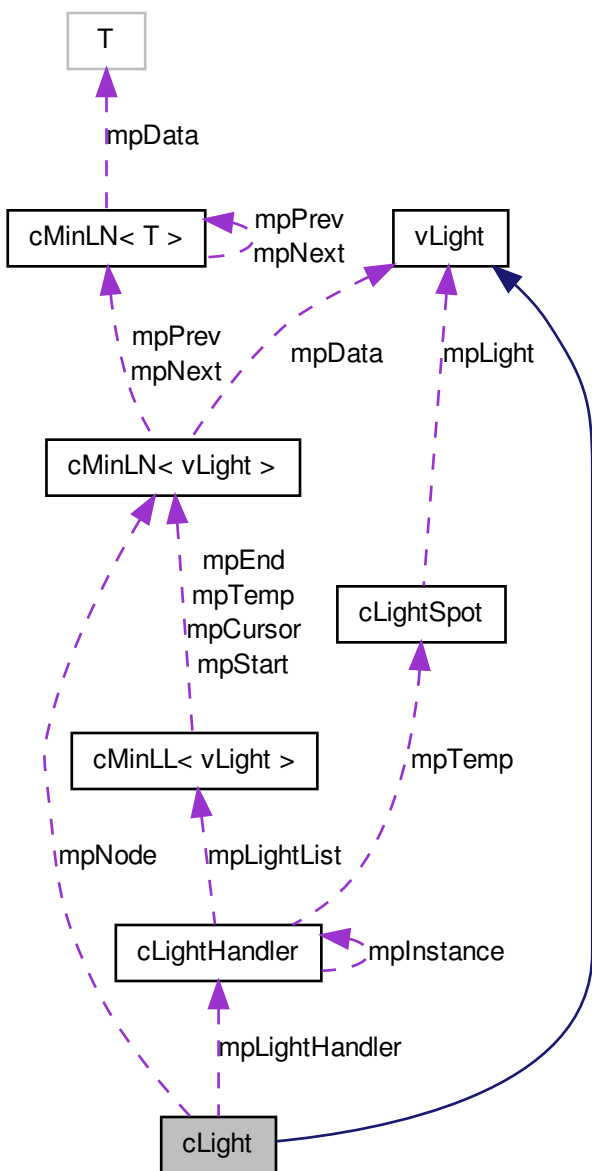 T
mpData
cMinLN< T >
mpPrev
mpNext
vLight
mpPrev
mpNext
mpData
mpLight
cMinLN< vLight >
mpEnd
mpTemp
mpCursor
mpStart
cLightSpot
cMinLL< vLight >
mpTemp
mpNode
mpLightList
cLightHandler
mpInstance
mpLightHandler
cLight